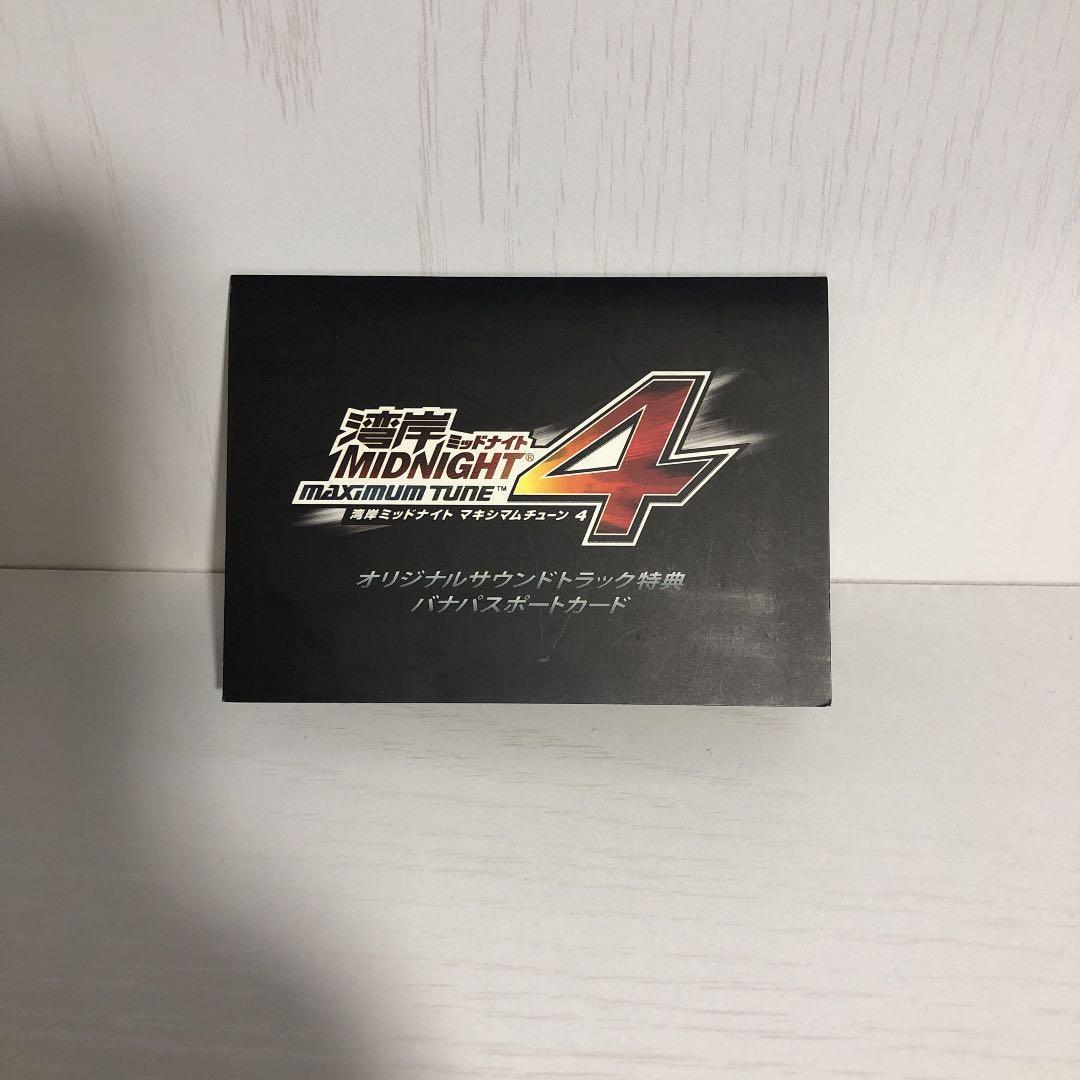 湾岸
ミッドナイト
MIDNIGHT®
MAXIMUM TUNE™
4
湾岸ミッドナイト マキシマムチューン 4
オリジナルサウンドトラック特典
バナパスポートカード